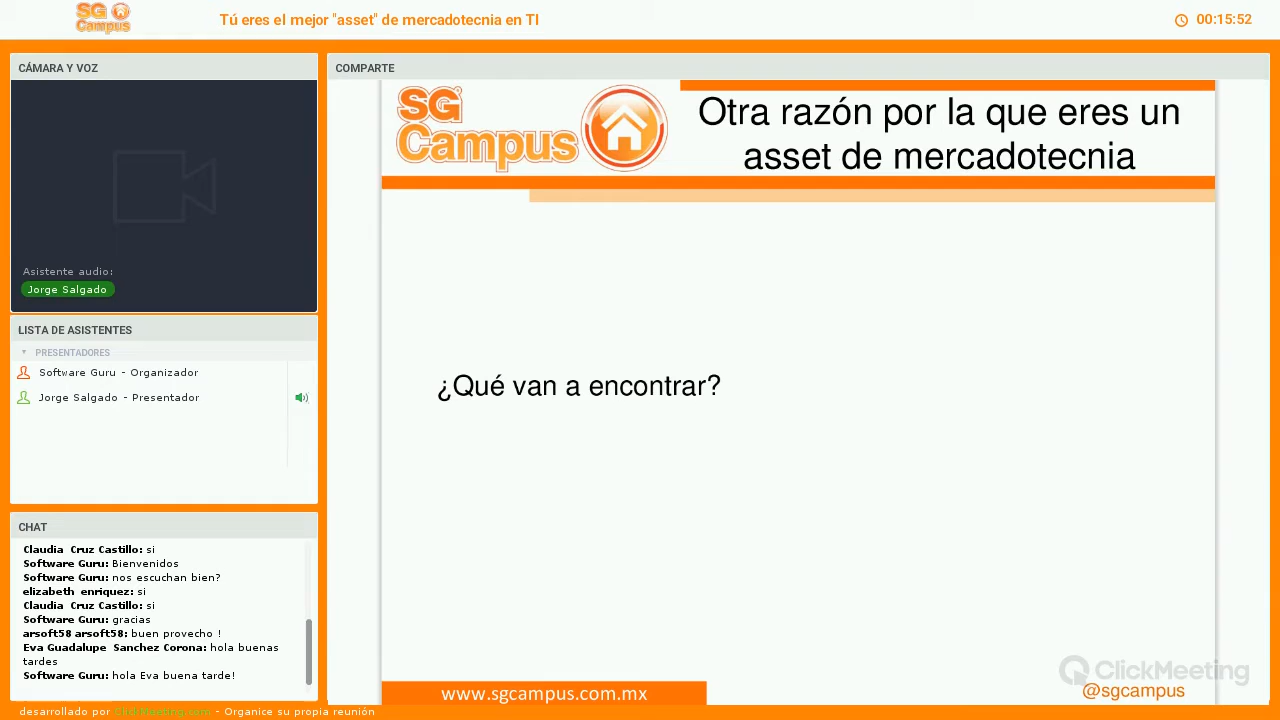 SG
Campus
Tú eres el mejor "asset" de mercadotecnia en TI
00:15:52
CÁMARA Y VOZ
Asistente audio:
Jorge Salgado
LISTA DE ASISTENTES
PRESENTADORES
Software Guru - Organizador
Jorge Salgado - Presentador
CHAT
Claudia Cruz Castillo: si
Software Guru: Bienvenidos
Software Guru: nos escuchan bien?
elizabeth enriquez: si
Claudia Cruz Castillo: si
Software Guru: gracias
arsoft58 arsoft58: buen provecho !
Eva Guadalupe Sanchez Corona: hola buenas
tardes
Software Guru: hola Eva buena tarde!
desarrollado por ClickMeeting.com - Organice su propia reunión
COMPARTE
SG
Campus
Otra razón por la que eres un
asset de mercadotecnia
¿Qué van a encontrar?
www.sgcampus.com.mx
ClickMeeting
@sgcampus